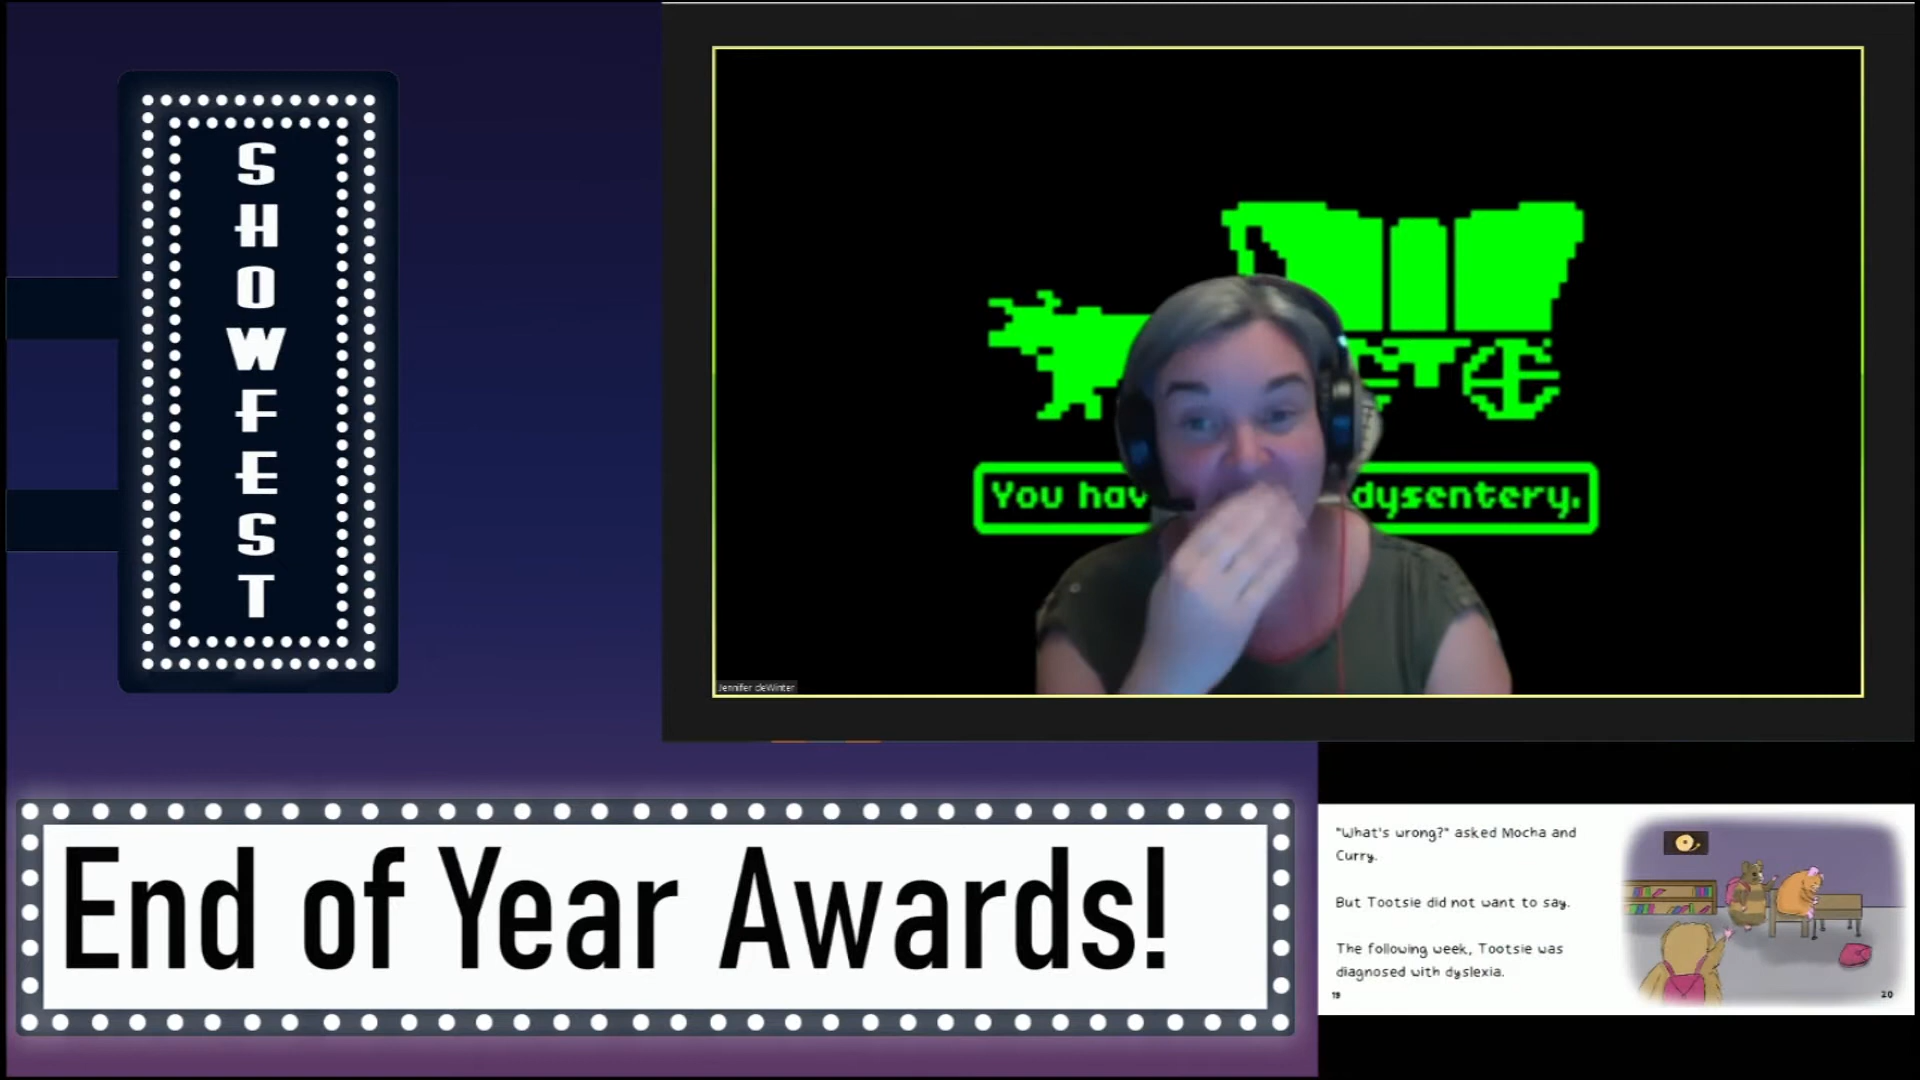 SHOWFEST
You hav dysentery.
Jennifer deWinter
End of Year Awards!
"What's wrong?" asked Mocha and
Curry.
But Tootsie did not want to say.
The following week, Tootsie was
diagnosed with dyslexia.
19
20